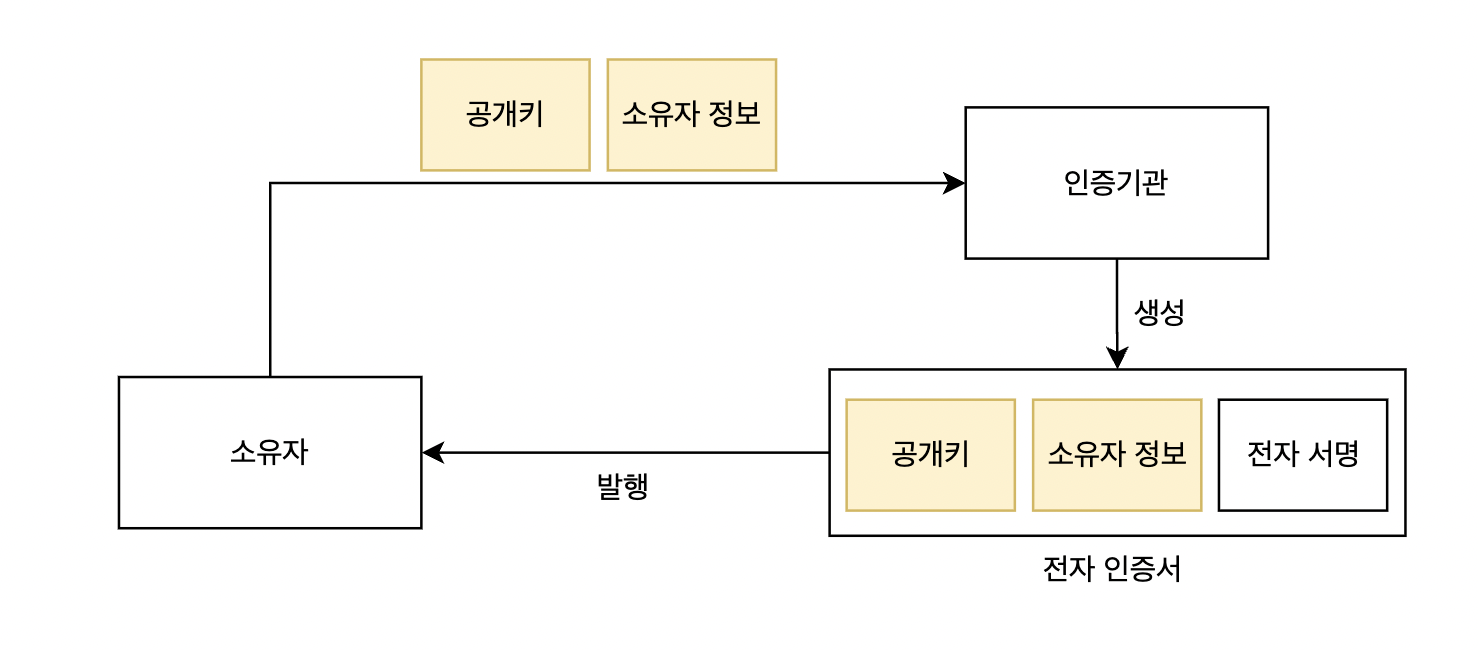 공개키
소유자 정보
인증기관
생성
소유자
발행
공개키
소유자 정보
전자 서명
전자 인증서